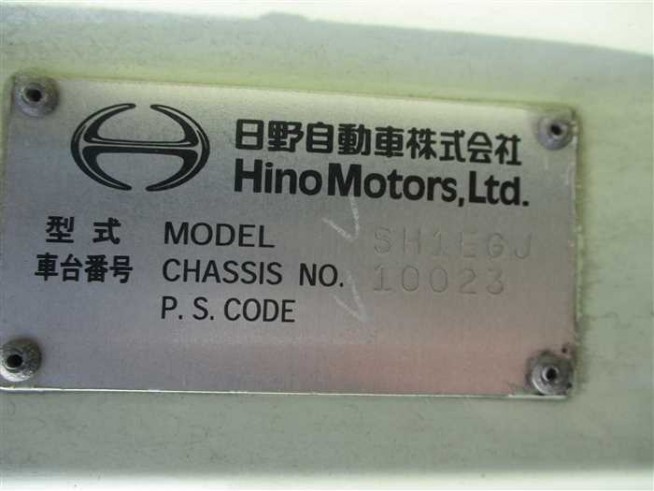 日野自動車株式会社
Hino Motors, Ltd.
型式 MODEL SH1EGJ
車台番号 CHASSIS NO. 10023
P. S. CODE